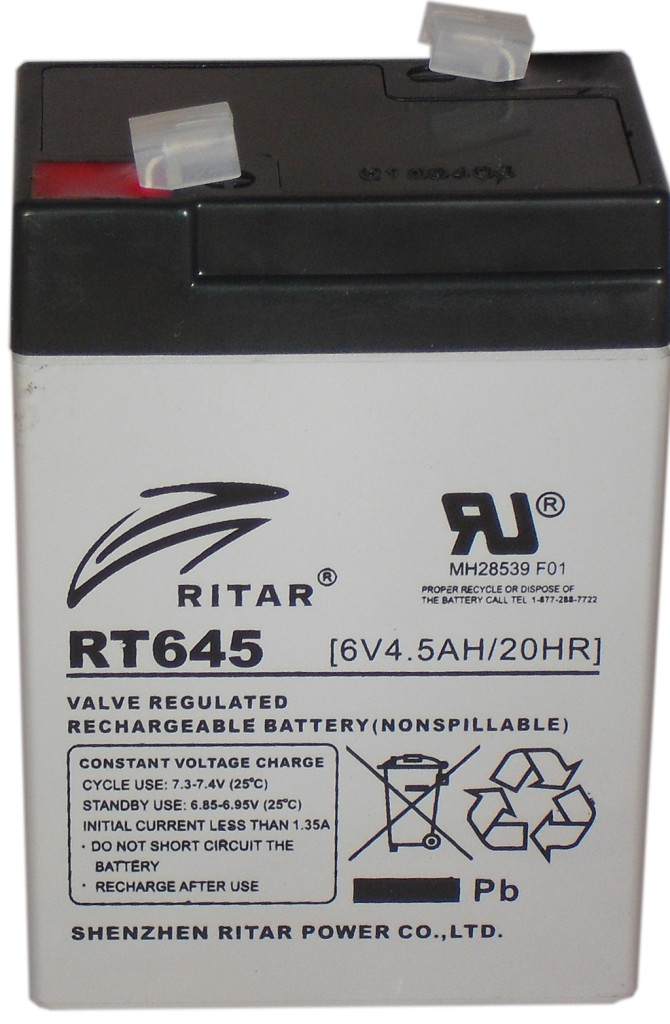 RU®
MH28539 F01
PROPER RECYCLE OR DISPOSE OF
THE BATTERY CALL TEL 1-877-288-7722
RITAR®
RT645 [6V4.5AH/20HR]
VALVE REGULATED
RECHARGEABLE BATTERY(NONSPILLABLE)
CONSTANT VOLTAGE CHARGE
CYCLE USE: 7.3-7.4V (25°C)
STANDBY USE: 6.85-6.95V (25°C)
INITIAL CURRENT LESS THAN 1.35A
· DO NOT SHORT CIRCUIT THE
BATTERY
· RECHARGE AFTER USE
Pb
SHENZHEN RITAR POWER CO.,LTD.